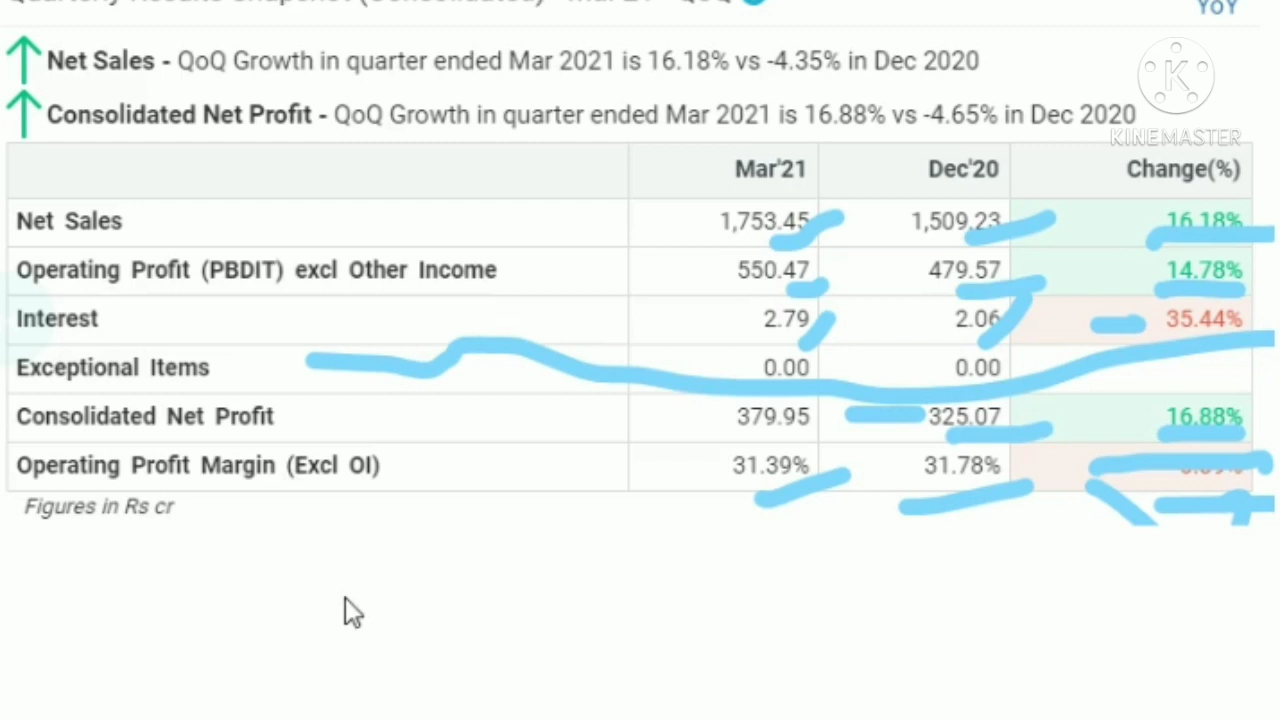 YOY
Net Sales - QoQ Growth in quarter ended Mar 2021 is 16.18% vs -4.35% in Dec 2020
K
Consolidated Net Profit - QoQ Growth in quarter ended Mar 2021 is 16.88% vs -4.65% in Dec 2020
KINEMASTER
Mar'21 Dec'20 Change(%)
Net Sales 1,753.45 1,509.23 16.18%
Operating Profit (PBDIT) excl Other Income 550.47 479.57 14.78%
Interest 2.79 2.06 35.44%
Exceptional Items 0.00 0.00
Consolidated Net Profit 379.95 325.07 16.88%
Operating Profit Margin (Excl OI) 31.39% 31.78%
Figures in Rs cr